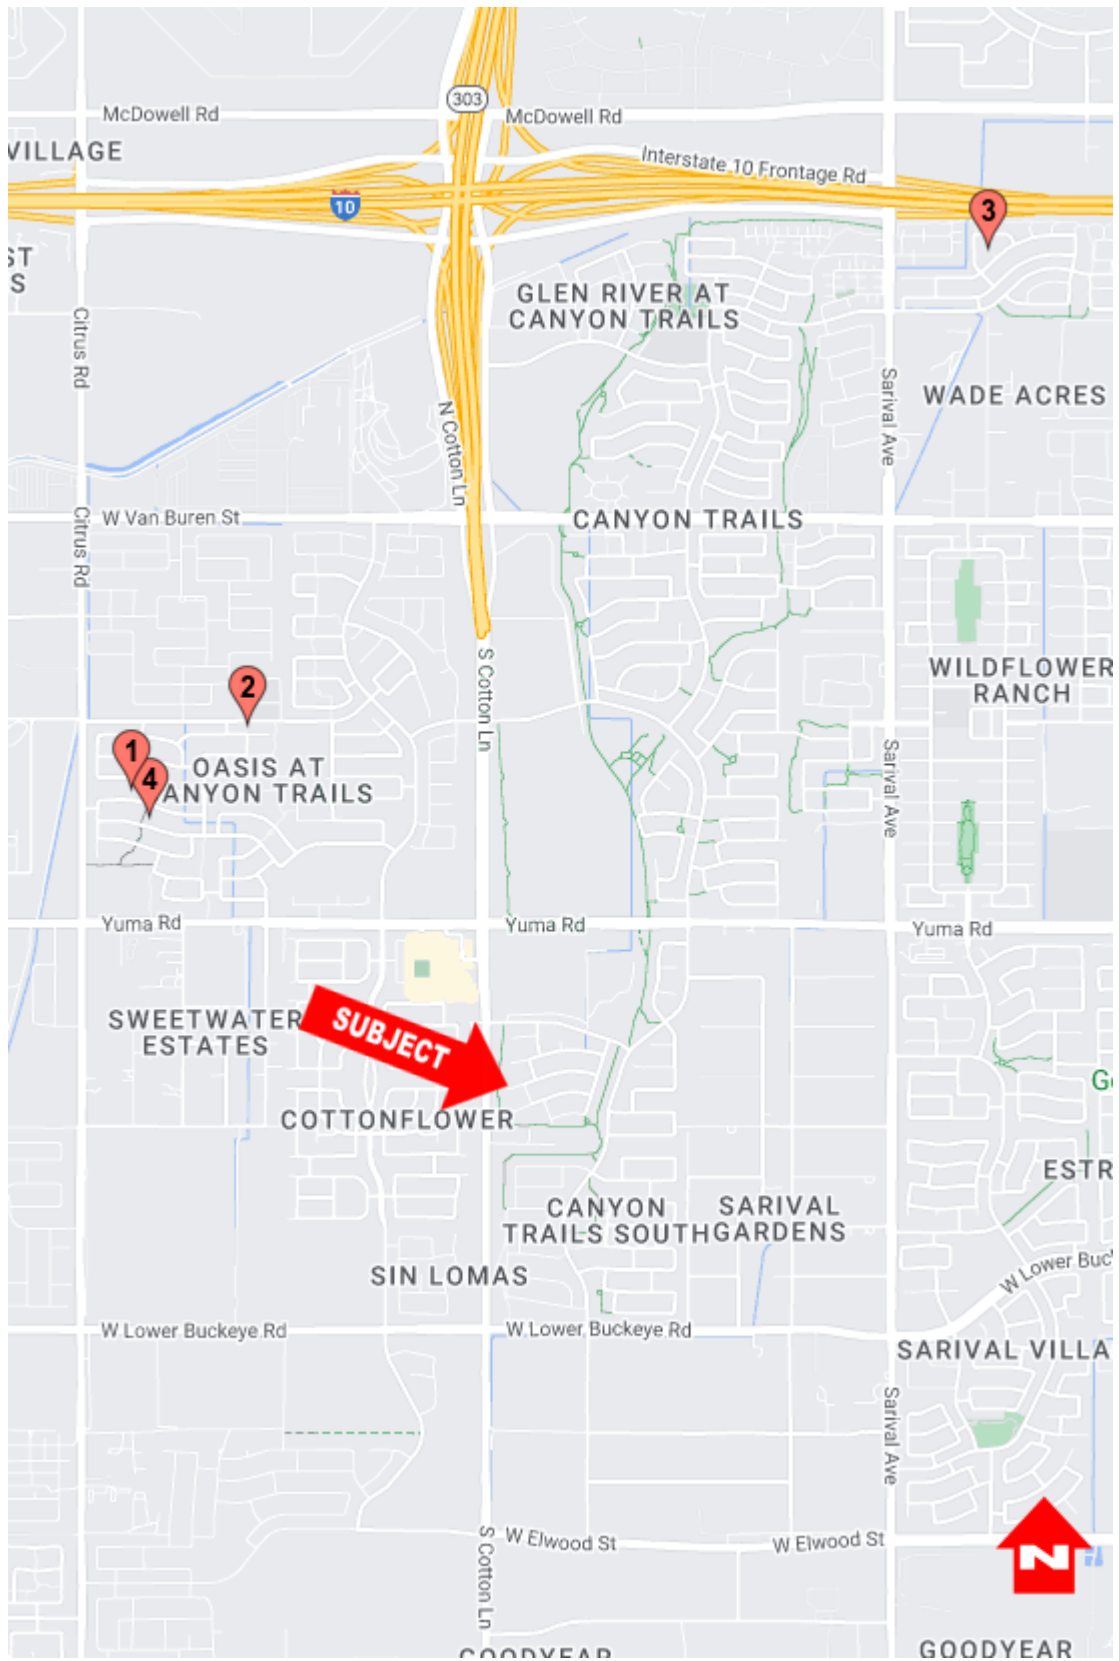 303
McDowell Rd
McDowell Rd
VILLAGE
Interstate 10 Frontage Rd
10
3
ST
S
GLEN RIVER AT
CANYON TRAILS
Citrus Rd
Sarival Ave
WADE ACRES
N Cotton Ln
W Van Buren St
CANYON TRAILS
Citrus Rd
WILDFLOWER
RANCH
S Cotton Ln
2
1
4
OASIS AT
ANYON TRAILS
Sarival Ave
Yuma Rd
Yuma Rd
Yuma Rd
SWEETWATER
ESTATES
SUBJECT
Ge
COTTONFLOWER
ESTR
CANYON
TRAILS SOUTH
SARIVAL
GARDENS
SIN LOMAS
W Lower Buc
W Lower Buckeye Rd
W Lower Buckeye Rd
SARIVAL VILLA
Sarival Ave
S Cotton Ln
W Elwood St
W Elwood St
N
GOODYEAR
GOODYEAR